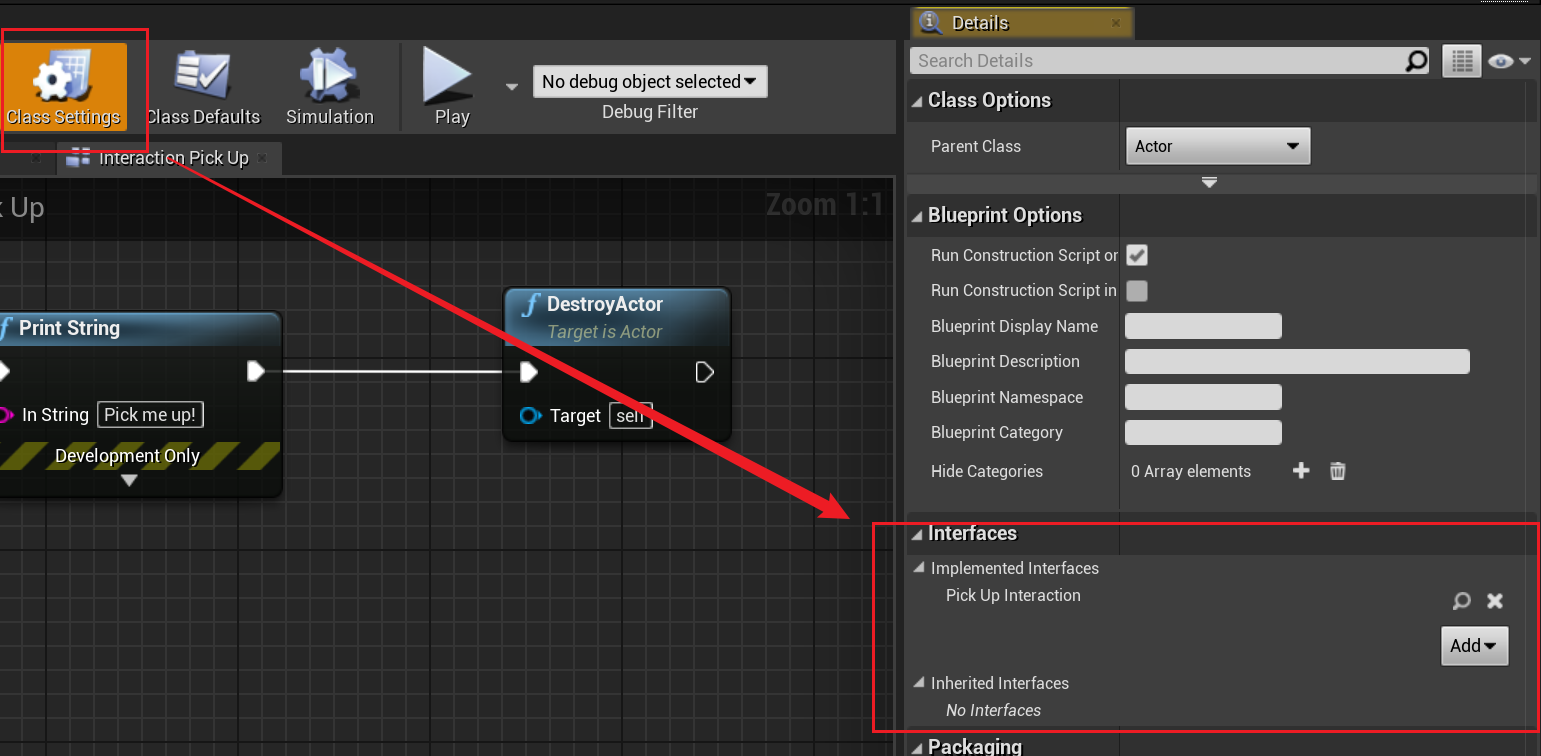 Class Settings
Class Defaults
Simulation
Play
No debug object selected
Debug Filter
Interaction Pick Up
Up
Zoom 1:1
Print String
In String
Pick me up!
Development Only
DestroyActor
Target is Actor
Target
self
Details
Search Details
Class Options
Parent Class
Actor
Blueprint Options
Run Construction Script or
Run Construction Script in
Blueprint Display Name
Blueprint Description
Blueprint Namespace
Blueprint Category
Hide Categories
0 Array elements
Interfaces
Implemented Interfaces
Pick Up Interaction
Add
Inherited Interfaces
No Interfaces
Packaging